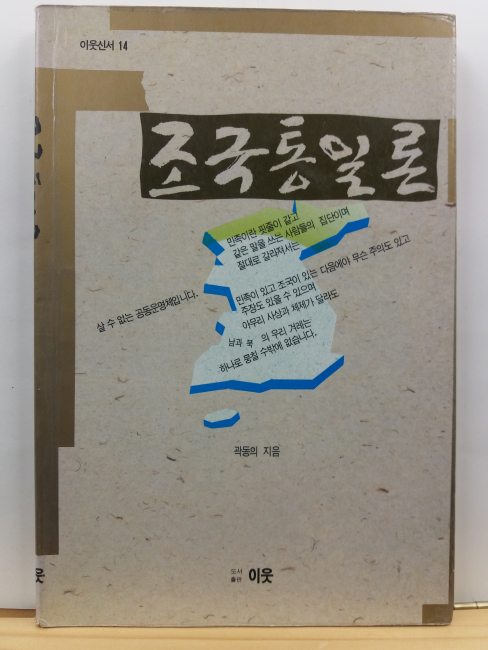 이웃신서 14
조국통일론
민족이란 핏줄이 같고
같은 말을 쓰는 사람들의 집단이며
절대로 갈라져서는
살 수 없는 공동운명체입니다.
민족이 있고 조국이 있는 다음에야 무슨 주의도 있고
주장도 있을 수 있으며
아무리 사상과 체제가 달라도
남과 북 의 우리 겨레는
하나로 뭉칠 수밖에 없습니다.
곽동의 지음
도서
출판 이웃
웃